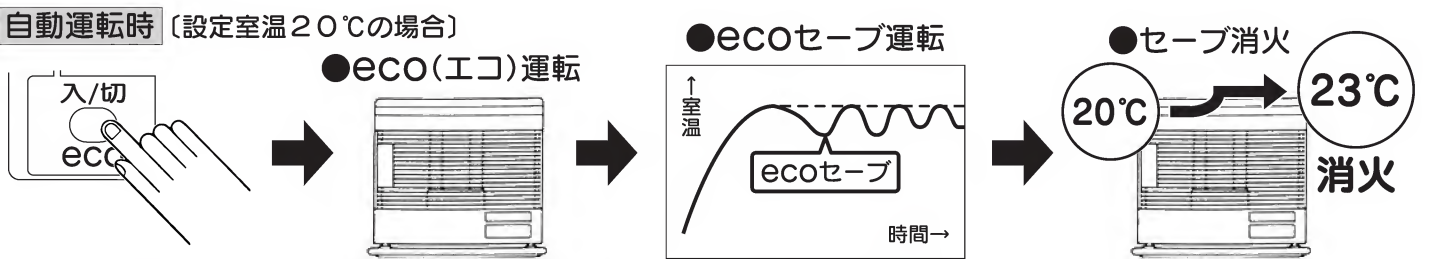 自動運転時〔設定室温２０℃の場合〕
入/切
eco
●eco(エコ)運転
●ecoセーブ運転
↑室温
ecoセーブ
時間→
●セーブ消火
20℃
23℃
消火